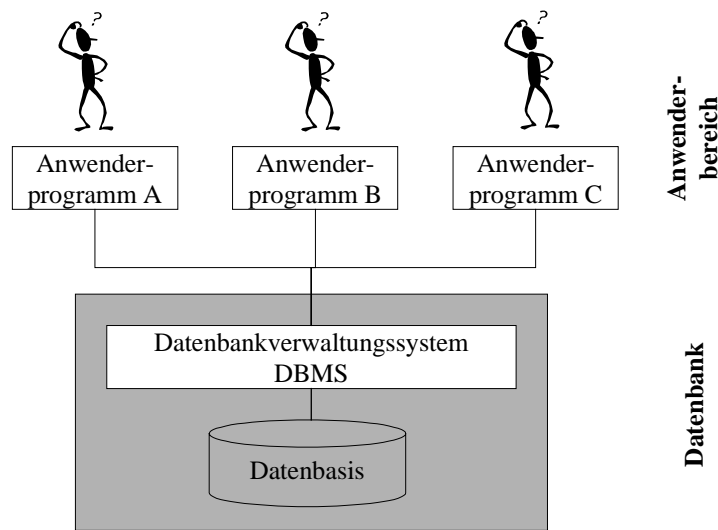 ?
?
?
Anwender-
programm A
Anwender-
programm B
Anwender-
programm C
Anwender-
bereich
Datenbankverwaltungssystem
DBMS
Datenbasis
Datenbank